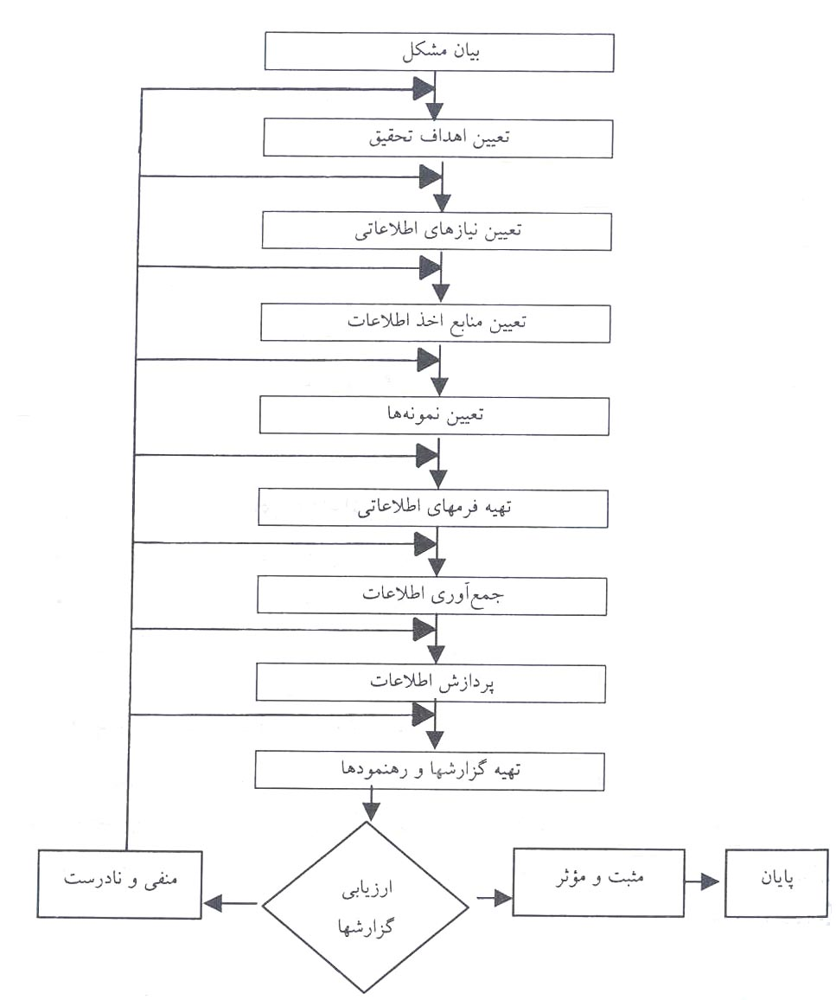 بیان مشکل
تعیین اهداف تحقیق
تعیین نیازهای اطلاعاتی
تعیین منابع اخذ اطلاعات
تعیین نمونه‌ها
تهیه فرمهای اطلاعاتی
جمع‌آوری اطلاعات
پردازش اطلاعات
تهیه گزارشها و رهنمودها
ارزیابی
گزارشها
مثبت و مؤثر
پایان
منفی و نادرست